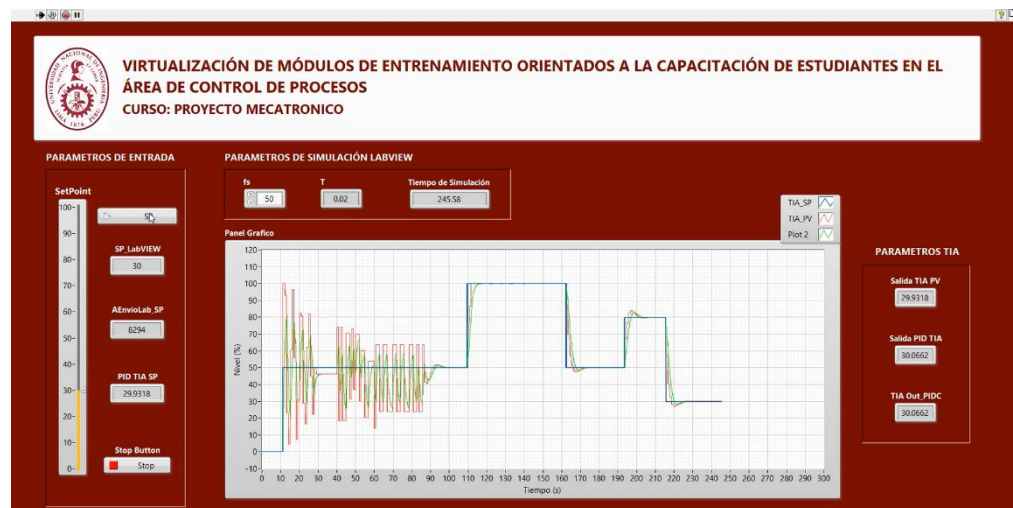 VIRTUALIZACIÓN DE MÓDULOS DE ENTRENAMIENTO ORIENTADOS A LA CAPACITACIÓN DE ESTUDIANTES EN EL
ÁREA DE CONTROL DE PROCESOS
CURSO: PROYECTO MECATRONICO
PARAMETROS DE ENTRADA
SetPoint
100-
90-
80-
70-
60-
50-
40-
30-
20-
10-
0-
SP_LabVIEW
30
AEnvioLab_SP
8294
PID TIA SP
29.9318
Stop Button
Stop
PARAMETROS DE SIMULACIÓN LABVIEW
fs
T
Tiempo de Simulación
50
0.02
245.58
TIA_SP
TIA_PV
Plot 2
Panel Grafico
120-
110-
100-
90-
80-
70-
60-
50-
40-
30-
20-
10-
0-
-10-
Nivel (%)
0 10 20 30 40 50 60 70 80 90 100 110 120 130 140 150 160 170 180 190 200 210 220 230 240 250 260 270 280 290 300
Tiempo (s)
PARAMETROS TIA
Salida TIA PV
29.9318
Salida PID TIA
30.0662
TIA Out_PIDC
30.0662